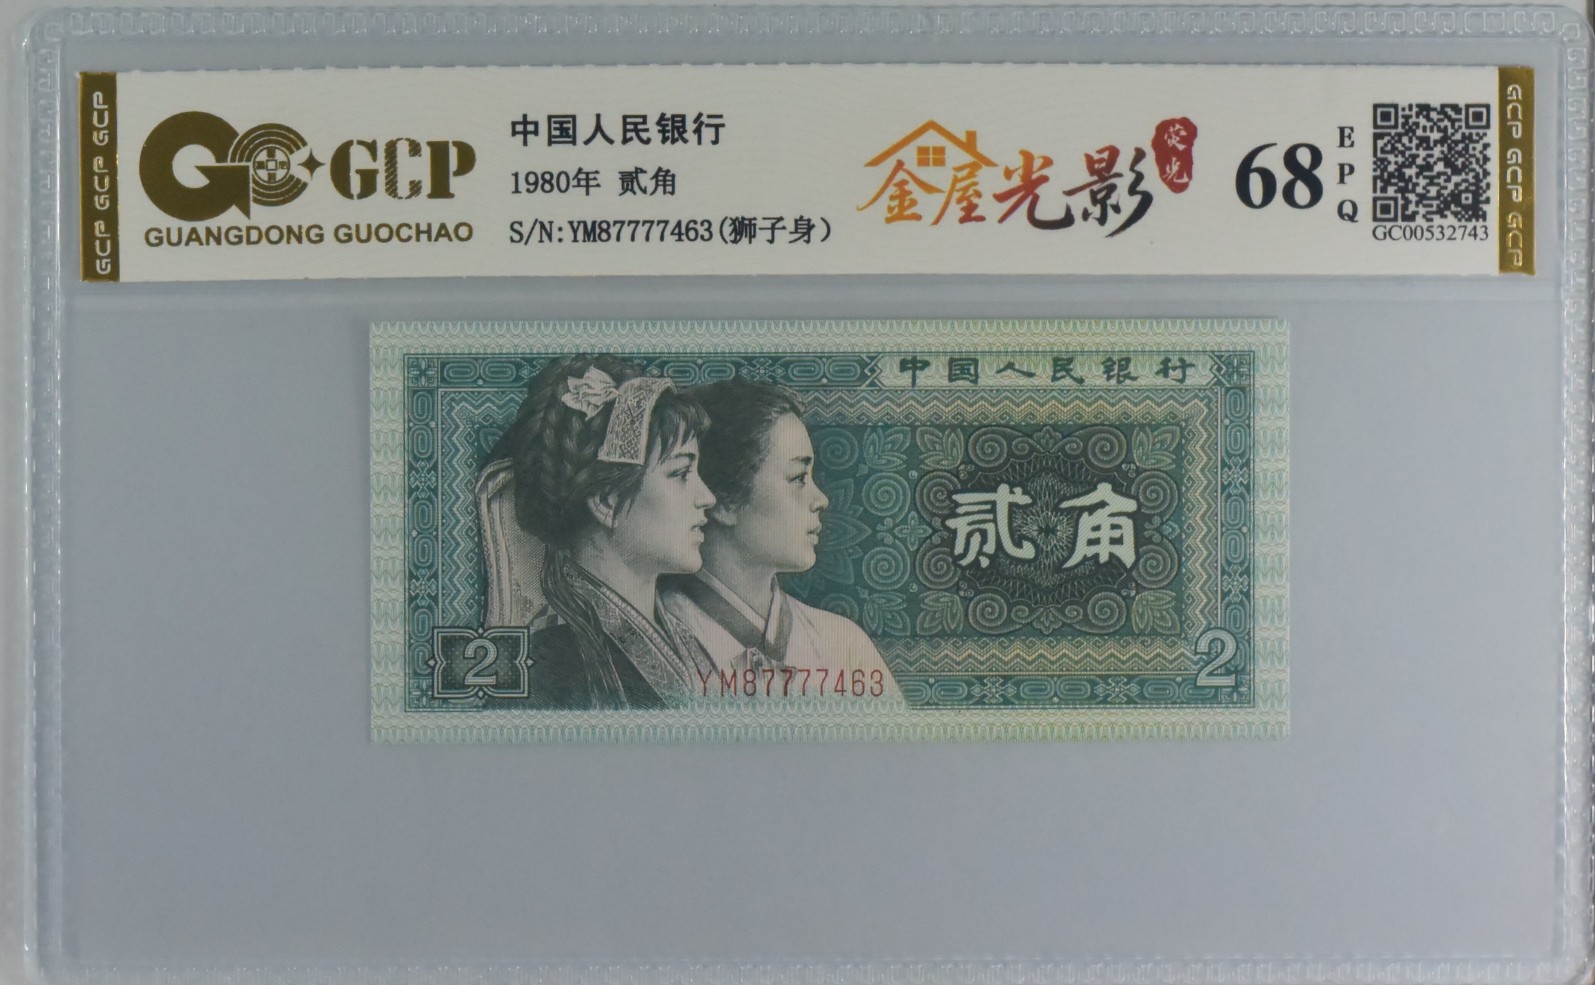 GCP GCP GCP
GCP
GUANGDONG GUOCHAO
中国人民银行
1980年 贰角
S/N:YM87777463(狮子身)
金屋光影
荧光
68
EPQ
GC00532743
GCP GCP GCP
中国人民银行
贰角
2
YM87777463
2